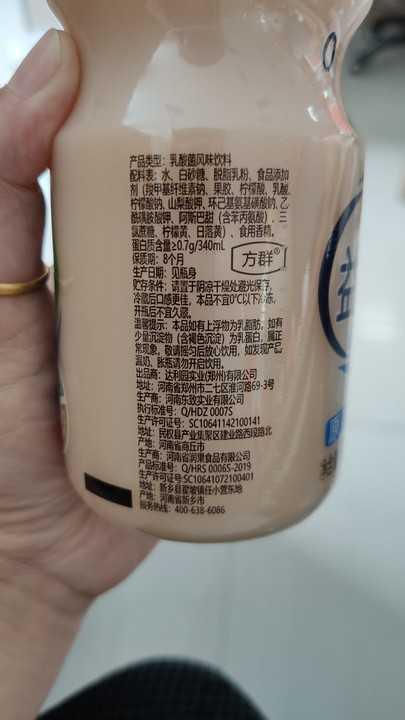 产品类型：乳酸菌风味饮料
配料表：水、白砂糖、脱脂乳粉、食品添加
剂（羧甲基纤维素钠、果胶、柠檬酸、乳酸、
柠檬酸钠、山梨酸钾、环己基氨基磺酸钠、乙
酰磺胺酸钾、阿斯巴甜（含苯丙氨酸）、三
氯蔗糖、柠檬黄、日落黄）、食用香精。
蛋白质含量≥0.7g/340mL
保质期：8个月
方群®
生产日期：见瓶身
贮存条件：请置于阴凉干燥处避光保存，
冷藏后口感更佳。本品不宜0℃以下冷冻，
开瓶后不宜久藏。
温馨提示：本品如有上浮物为乳脂肪，如有
少量沉淀物（含褐色沉淀）为乳蛋白，属正
常现象，敬请摇匀后放心饮用，如发现产已
漏奶、胀瓶请勿开启饮用。
出品商：达利园实业(郑州)有限公司
地址：河南省郑州市二七区淮河路69-3号
生产商：河南东致实业有限公司
执行标准号：Q/HDZ 0007S
生产许可证号：SC10641142100141
地址：民权县产业集聚区建业路西段路北
产地：河南省商丘市
生产商：河南省润果食品有限公司
产品标准号：Q/HRS 0006S-2019
生产许可证号:SC10641072100401
地址：新乡县翟坡镇任小营东地
产地：河南省新乡市
服务热线：400-638-6086